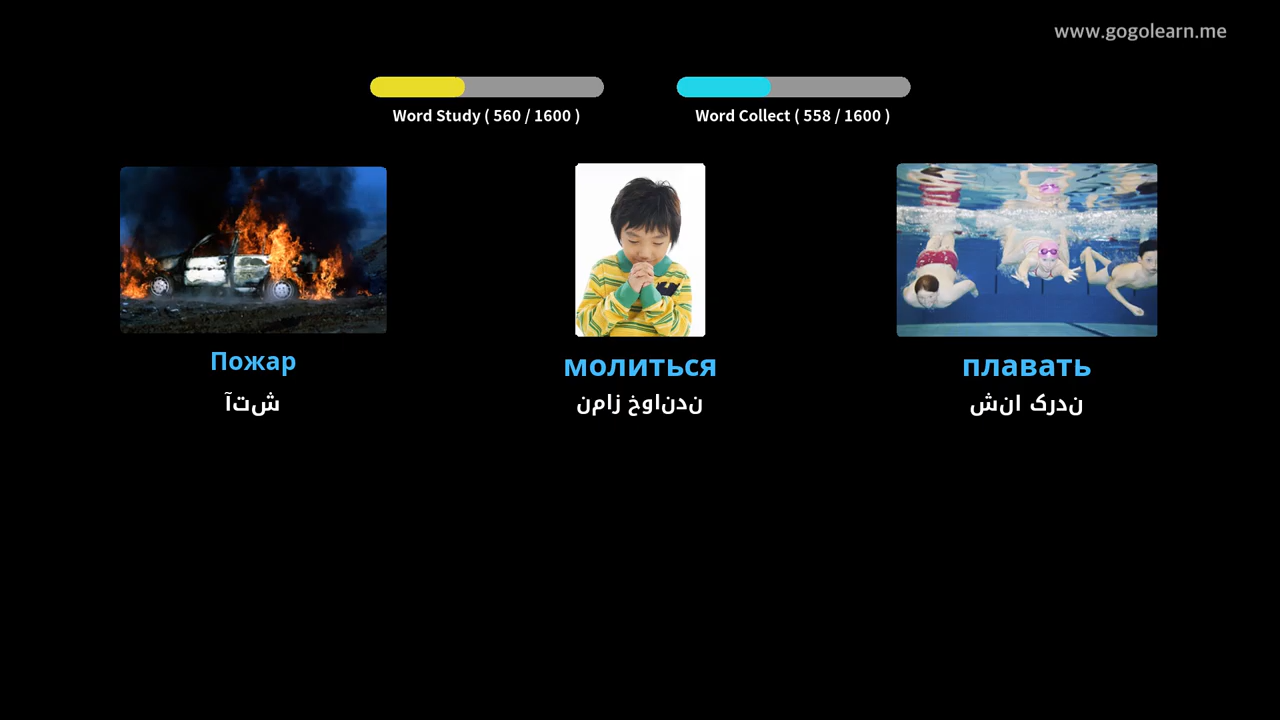 www.gogolearn.me
Word Study ( 560 / 1600 )
Word Collect ( 558 / 1600 )
Пожар
شتآ
молиться
ندناوخ زامن
плавать
ندرک انش